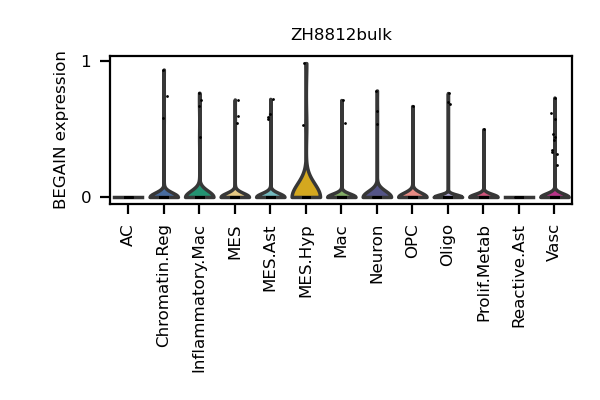 ZH8812bulk
BEGAIN expression
1
0
AC
Chromatin.Reg
Inflammatory.Mac
MES
MES.Ast
MES.Hyp
Mac
Neuron
OPC
Oligo
Prolif.Metab
Reactive.Ast
Vasc